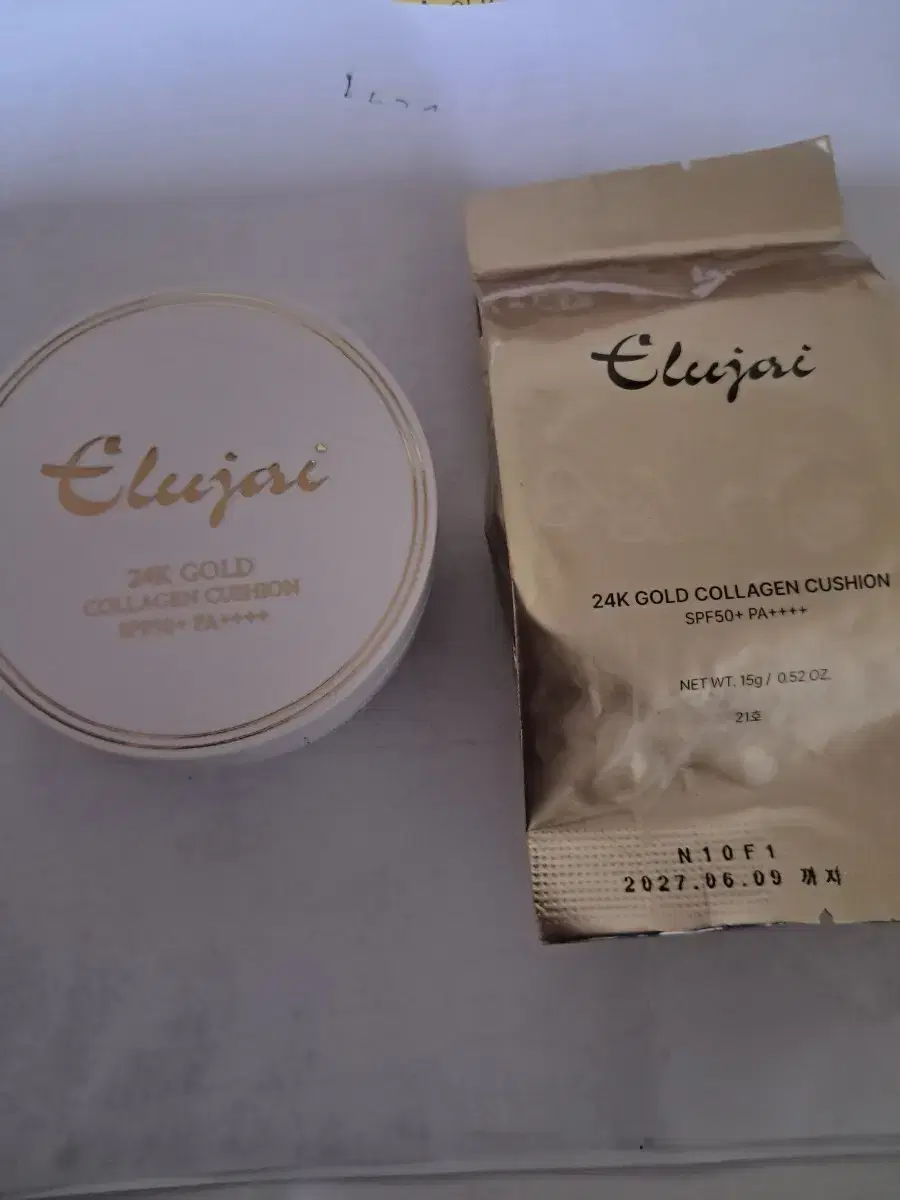 Elujai
24K GOLD
COLLAGEN CUSHION
SPF50+ PA++++
Elujai
24K GOLD COLLAGEN CUSHION
SPF50+ PA++++
NET WT. 15g / 0.52 OZ.
21호
N10F1
2027.06.09 까지